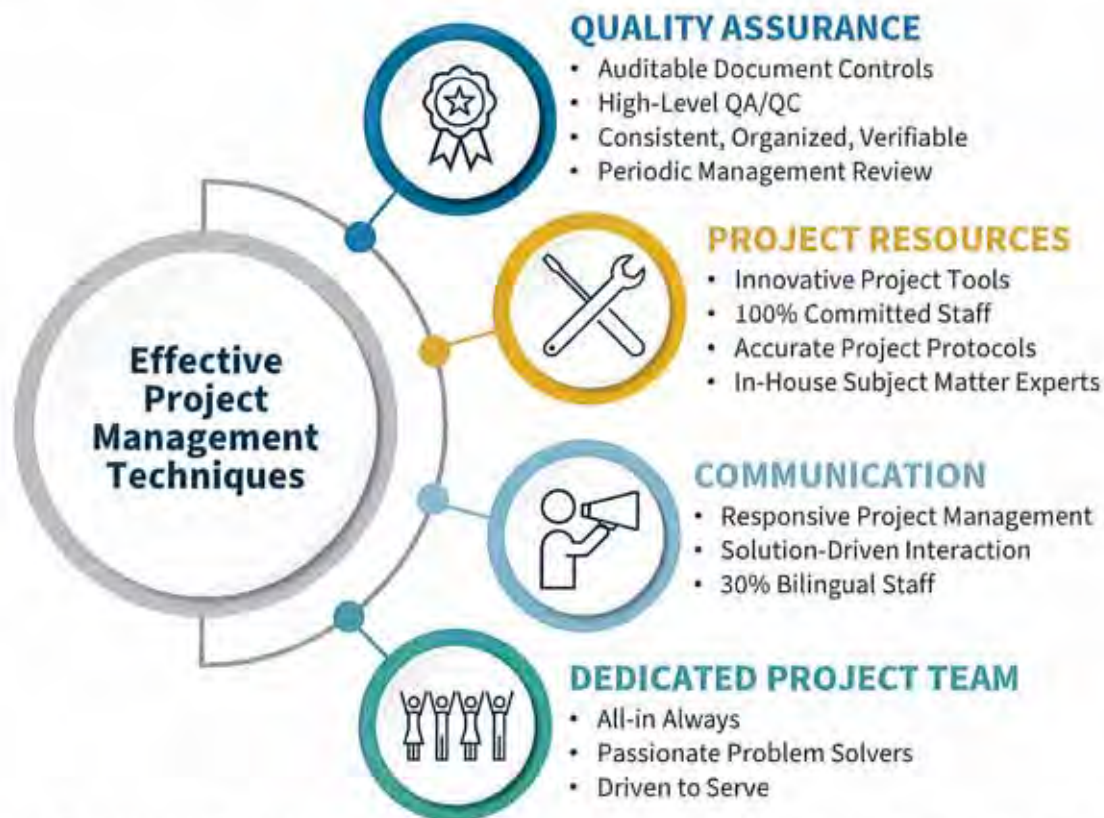 Effective
Project
Management
Techniques
QUALITY ASSURANCE
• Auditable Document Controls
• High-Level QA/QC
• Consistent, Organized, Verifiable
• Periodic Management Review
PROJECT RESOURCES
• Innovative Project Tools
• 100% Committed Staff
• Accurate Project Protocols
• In-House Subject Matter Experts
COMMUNICATION
• Responsive Project Management
• Solution-Driven Interaction
• 30% Bilingual Staff
DEDICATED PROJECT TEAM
• All-in Always
• Passionate Problem Solvers
• Driven to Serve